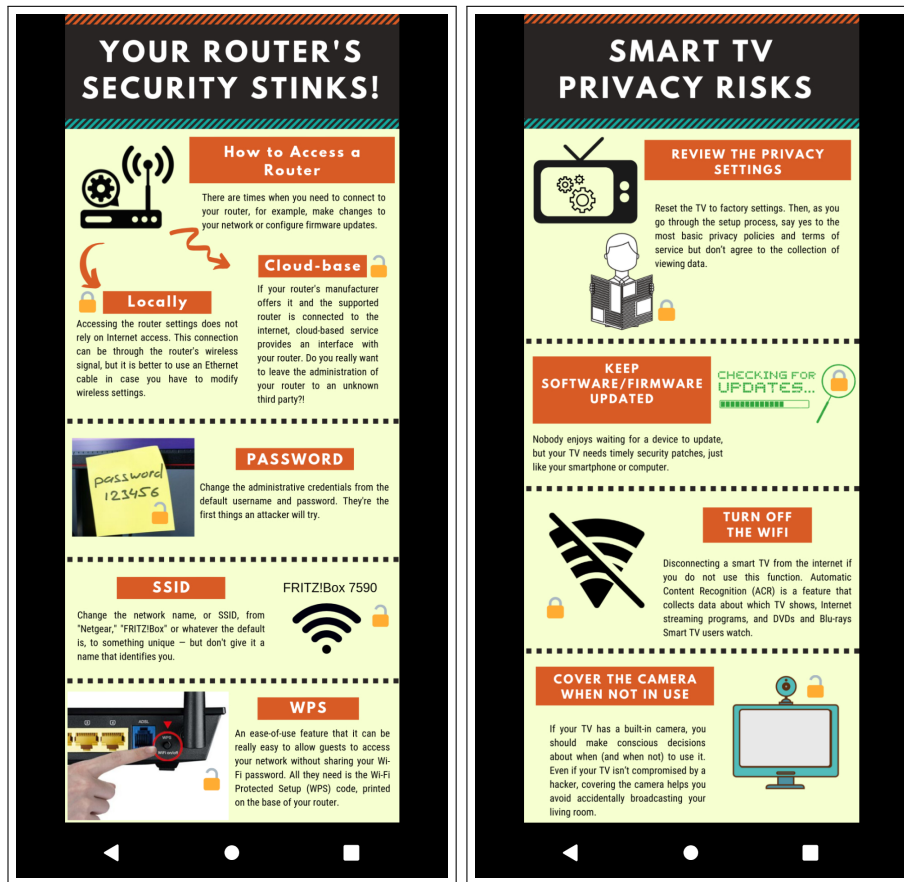 YOUR ROUTER'S
SECURITY STINKS!
How to Access a
Router
There are times when you need to connect to
your router, for example, make changes to
your network or configure firmware updates.
Cloud-base
If your router's manufacturer
offers it and the supported
router is connected to the
internet, cloud-based service
provides an interface with
your router. Do you really want
to leave the administration of
your router to an unknown
third party?!
Locally
Accessing the router settings does not
rely on Internet access. This connection
can be through the router's wireless
signal, but it is better to use an Ethernet
cable in case you have to modify
wireless settings.
password
123456
PASSWORD
Change the administrative credentials from the
default username and password. They're the
first things an attacker will try.
SSID
Change the network name, or SSID, from
"Netgear," "FRITZ!Box" or whatever the default
is, to something unique — but don't give it a
name that identifies you.
FRITZ!Box 7590
ADSL
WPS
WiFi on/off
WPS
An ease-of-use feature that it can be
really easy to allow guests to access
your network without sharing your Wi-
Fi password. All they need is the Wi-Fi
Protected Setup (WPS) code, printed
on the base of your router.
SMART TV
PRIVACY RISKS
REVIEW THE PRIVACY
SETTINGS
Reset the TV to factory settings. Then, as you
go through the setup process, say yes to the
most basic privacy policies and terms of
service but don't agree to the collection of
viewing data.
KEEP
SOFTWARE/FIRMWARE
UPDATED
CHECKING FOR
UPDATES...
Nobody enjoys waiting for a device to update,
but your TV needs timely security patches, just
like your smartphone or computer.
TURN OFF
THE WIFI
Disconnecting a smart TV from the internet if
you do not use this function. Automatic
Content Recognition (ACR) is a feature that
collects data about which TV shows, Internet
streaming programs, and DVDs and Blu-rays
Smart TV users watch.
COVER THE CAMERA
WHEN NOT IN USE
If your TV has a built-in camera, you
should make conscious decisions
about when (and when not) to use it.
Even if your TV isn't compromised by a
hacker, covering the camera helps you
avoid accidentally broadcasting your
living room.